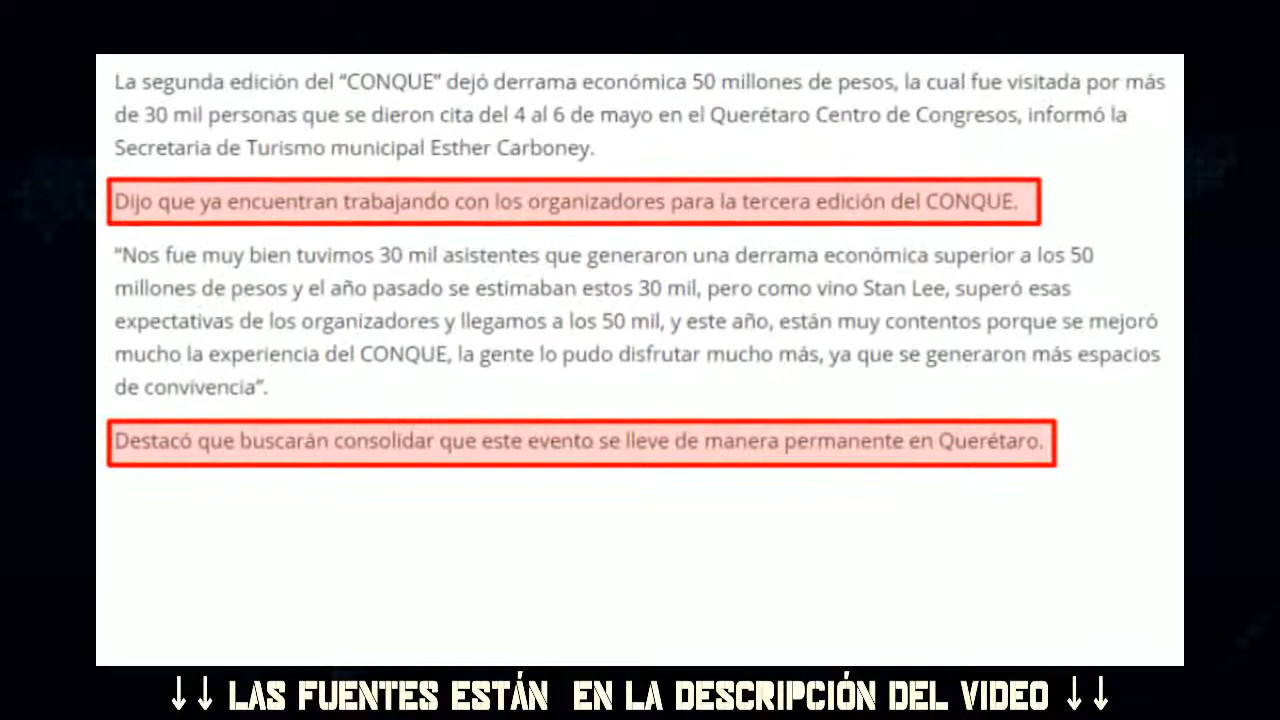 La segunda edición del “CONQUE” dejó derrama económica 50 millones de pesos, la cual fue visitada por más
de 30 mil personas que se dieron cita del 4 al 6 de mayo en el Querétaro Centro de Congresos, informó la
Secretaria de Turismo municipal Esther Carboney.
Dijo que ya encuentran trabajando con los organizadores para la tercera edición del CONQUE.
“Nos fue muy bien tuvimos 30 mil asistentes que generaron una derrama económica superior a los 50
millones de pesos y el año pasado se estimaban estos 30 mil, pero como vino Stan Lee, superó esas
expectativas de los organizadores y llegamos a los 50 mil, y este año, están muy contentos porque se mejoró
mucho la experiencia del CONQUE, la gente lo pudo disfrutar mucho más, ya que se generaron más espacios
de convivencia”.
Destacó que buscarán consolidar que este evento se lleve de manera permanente en Querétaro.
↓↓ LAS FUENTES ESTÁN EN LA DESCRIPCIÓN DEL VIDEO ↓↓